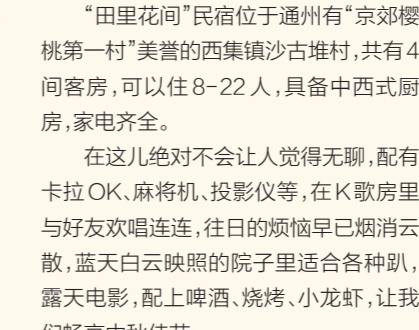 “田里花间”民宿位于通州有“京郊樱
桃第一村”美誉的西集镇沙古堆村，共有4
间客房，可以住8-22人，具备中西式厨
房，家电齐全。
在这儿绝对不会让人觉得无聊，配有
卡拉OK、麻将机、投影仪等，在K歌房里
与好友欢唱连连，往日的烦恼早已烟消云
散，蓝天白云映照的院子里适合各种趴，
露天电影，配上啤酒、烧烤、小龙虾，让我